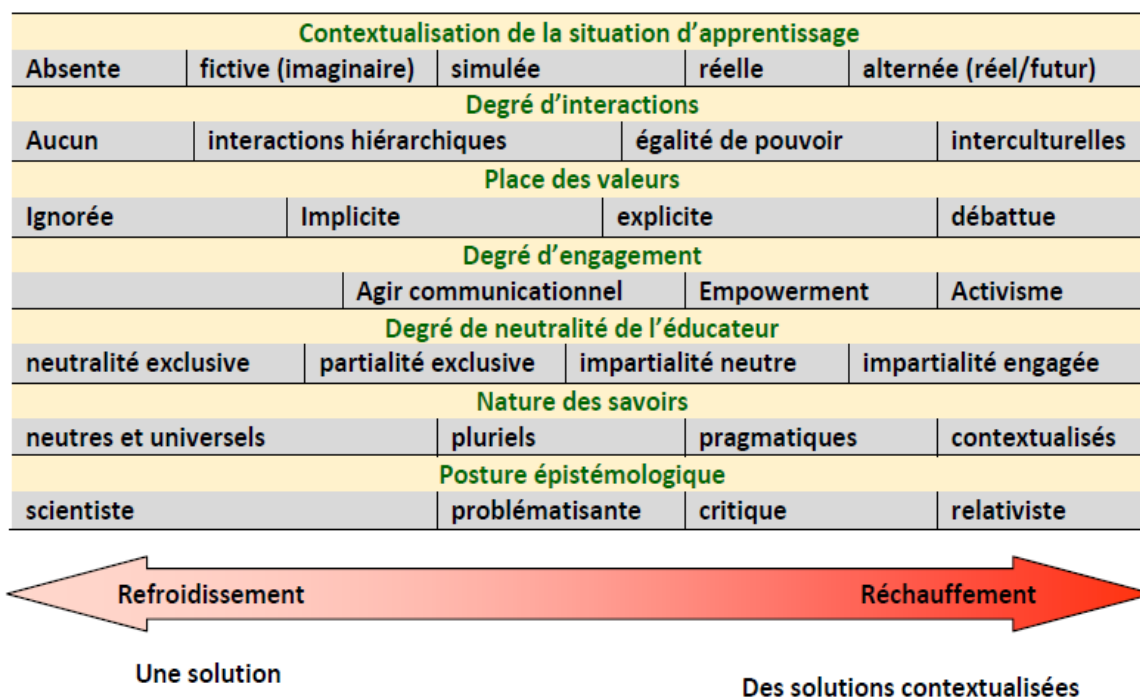 Contextualisation de la situation d'apprentissage
Absente fictive (imaginaire) simulée réelle alternée (réel/futur)
Degré d'interactions
Aucun interactions hiérarchiques égalité de pouvoir interculturelles
Place des valeurs
Ignorée Implicite explicite débattue
Degré d'engagement
Agir communicationnel Empowerment Activisme
Degré de neutralité de l'éducateur
neutralité exclusive partialité exclusive impartialité neutre impartialité engagée
Nature des savoirs
neutres et universels pluriels pragmatiques contextualisés
Posture épistémologique
scientiste problématisante critique relativiste
Refroidissement Réchauffement
Une solution
Des solutions contextualisées